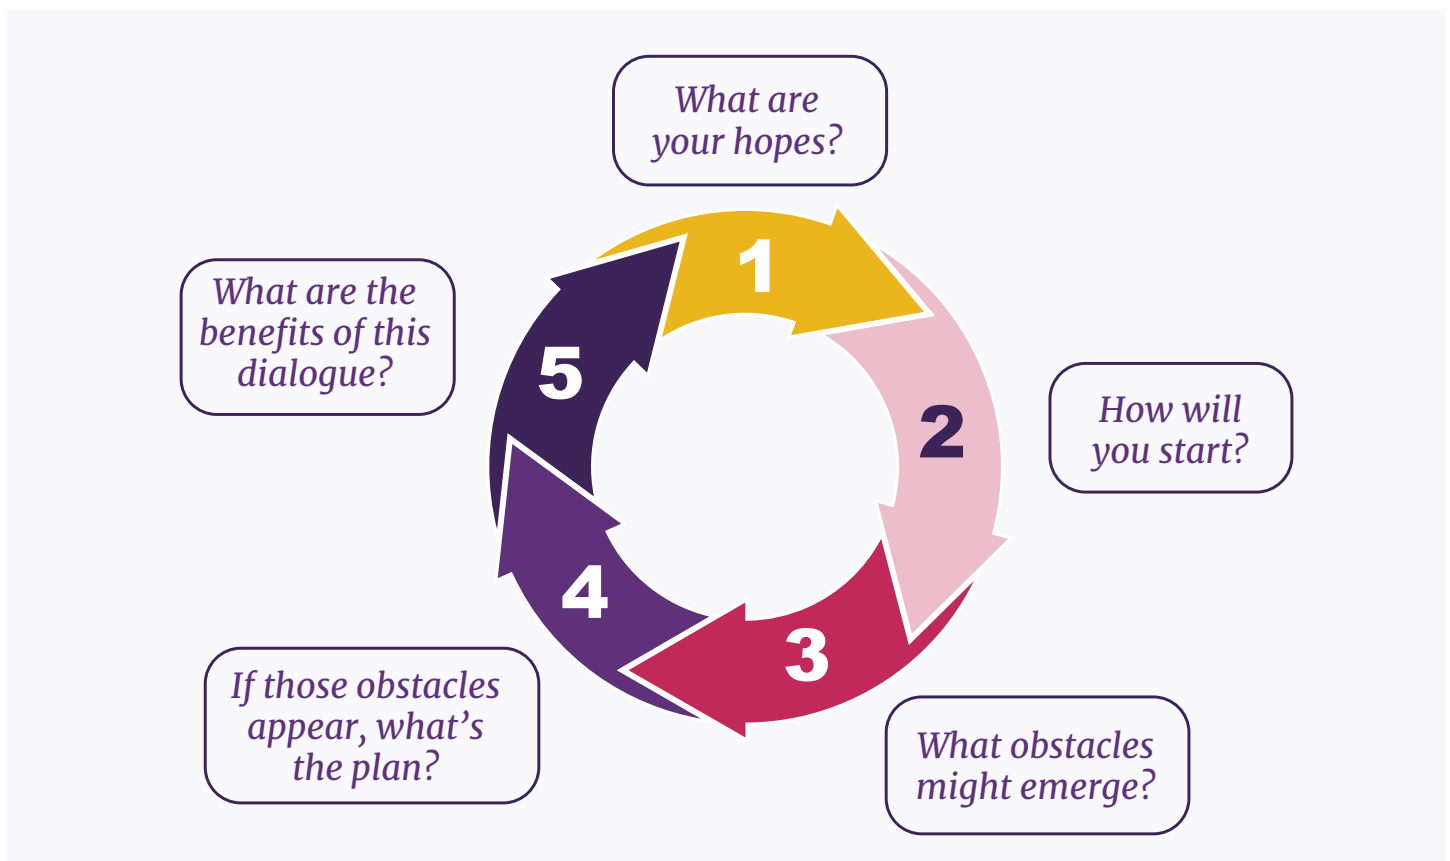 What are
your hopes?
1
How will
you start?
2
What obstacles
might emerge?
3
If those obstacles
appear, what’s
the plan?
4
What are the
benefits of this
dialogue?
5